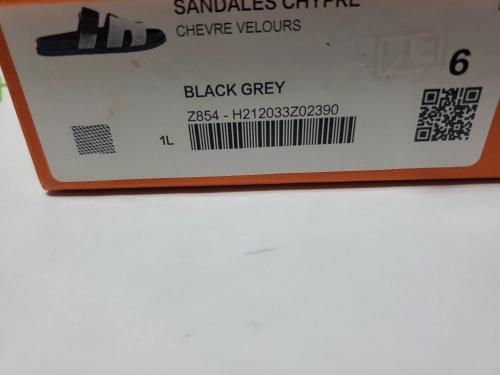 SANDALES CHYPRE
CHEVRE VELOURS
6
BLACK GREY
Z854 - H212033Z02390
1L